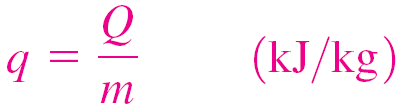 q = Q/m (kJ/kg)